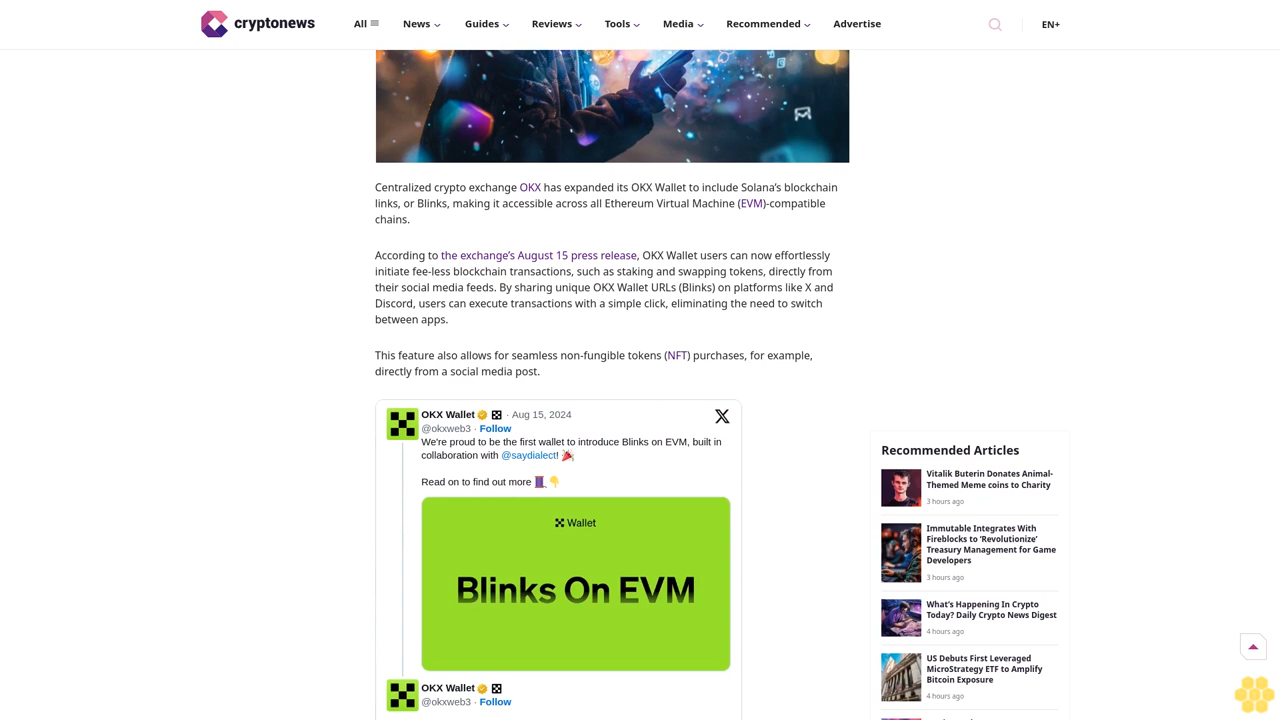 cryptonews
All
News
Guides
Reviews
Tools
Media
Recommended
Advertise
EN+
Centralized crypto exchange OKX has expanded its OKX Wallet to include Solana’s blockchain
links, or Blinks, making it accessible across all Ethereum Virtual Machine (EVM)-compatible
chains.
According to the exchange’s August 15 press release, OKX Wallet users can now effortlessly
initiate fee-less blockchain transactions, such as staking and swapping tokens, directly from
their social media feeds. By sharing unique OKX Wallet URLs (Blinks) on platforms like X and
Discord, users can execute transactions with a simple click, eliminating the need to switch
between apps.
This feature also allows for seamless non-fungible tokens (NFT) purchases, for example,
directly from a social media post.
OKX Wallet · Aug 15, 2024
@okxweb3 · Follow
We're proud to be the first wallet to introduce Blinks on EVM, built in
collaboration with @saydialect!
Read on to find out more
Wallet
Blinks On EVM
OKX Wallet
@okxweb3 · Follow
Recommended Articles
Vitalik Buterin Donates Animal-
Themed Meme coins to Charity
3 hours ago
Immutable Integrates With
Fireblocks to ‘Revolutionize’
Treasury Management for Game
Developers
3 hours ago
What’s Happening In Crypto
Today? Daily Crypto News Digest
4 hours ago
US Debuts First Leveraged
MicroStrategy ETF to Amplify
Bitcoin Exposure
4 hours ago